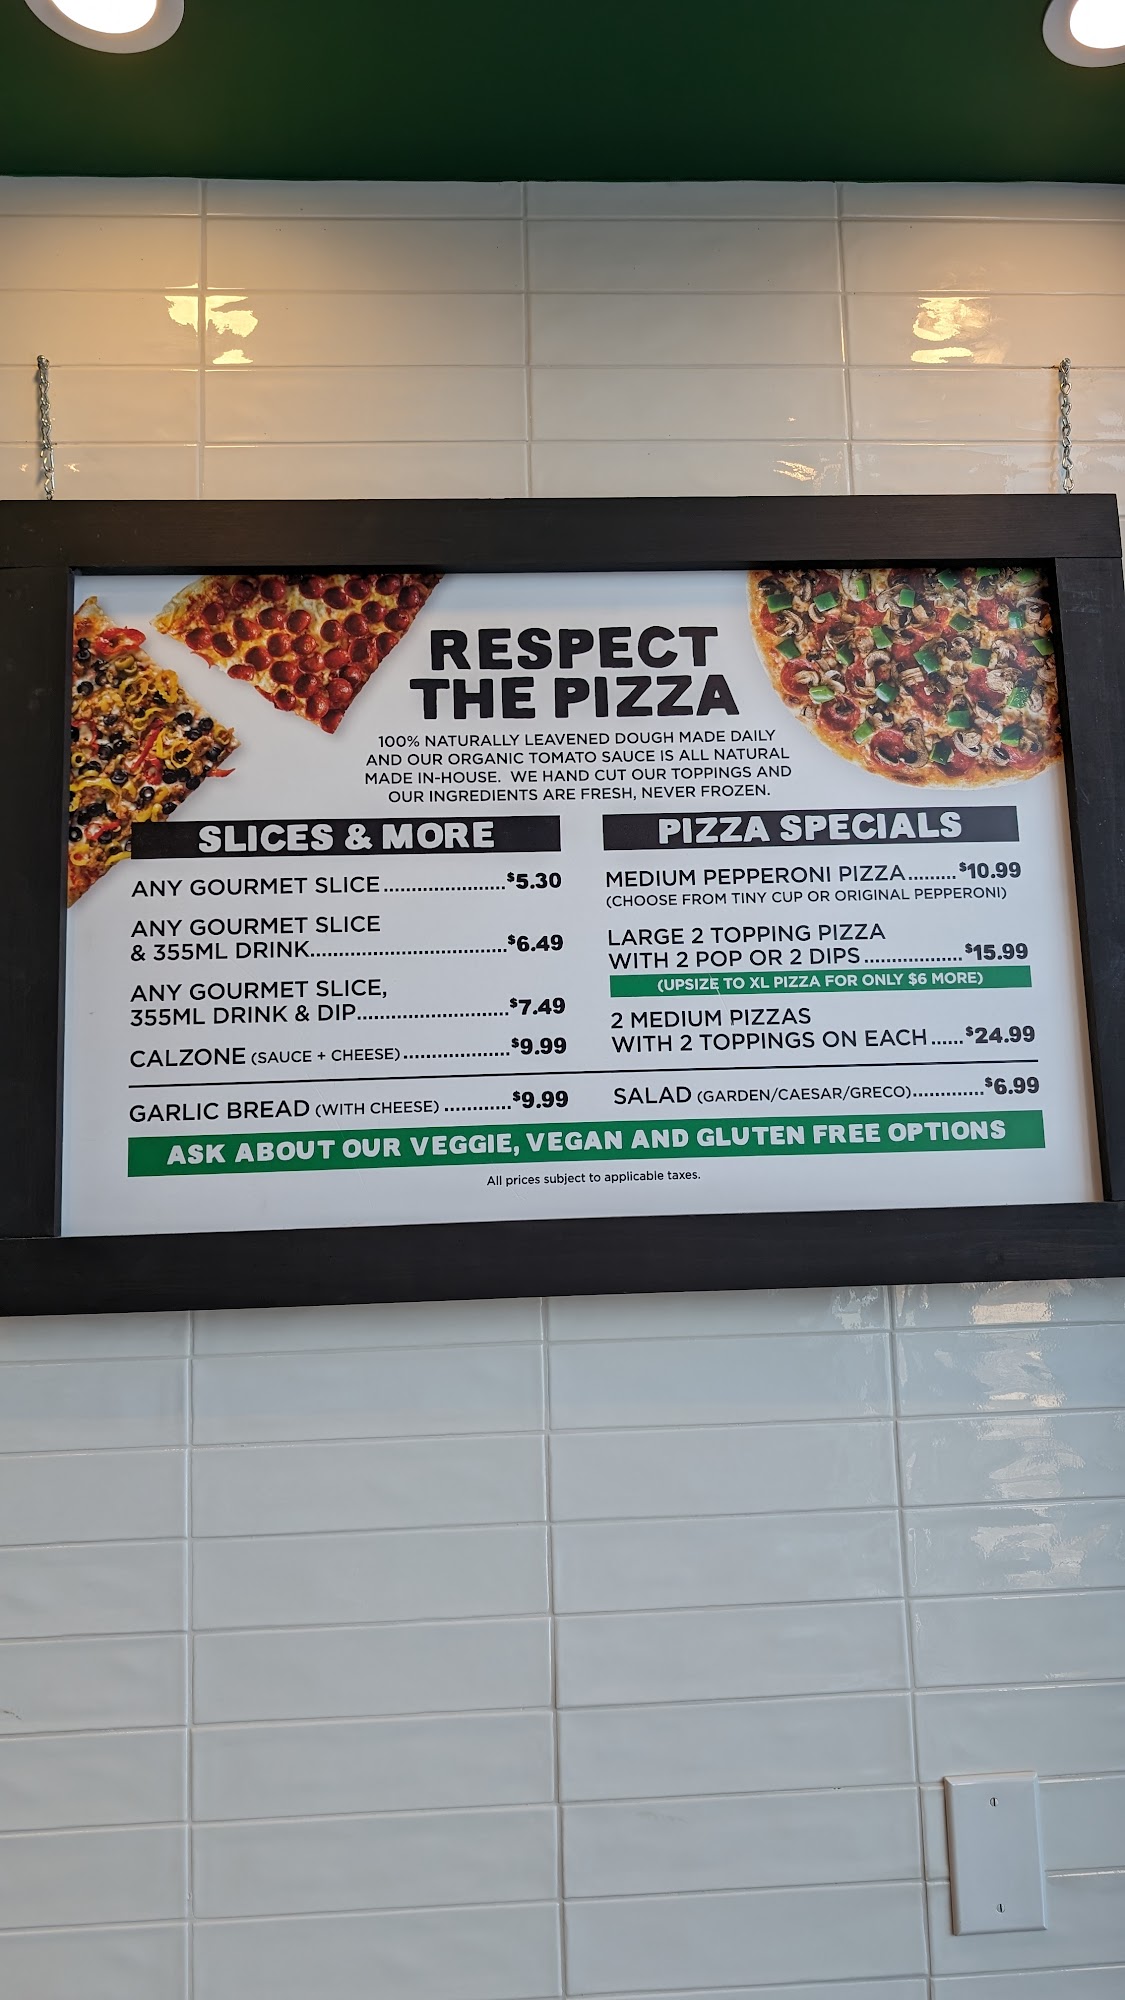 RESPECT
THE PIZZA
100% NATURALLY LEAVENED DOUGH MADE DAILY
AND OUR ORGANIC TOMATO SAUCE IS ALL NATURAL
MADE IN-HOUSE. WE HAND CUT OUR TOPPINGS AND
OUR INGREDIENTS ARE FRESH, NEVER FROZEN.
SLICES & MORE
ANY GOURMET SLICE......................$5.30
ANY GOURMET SLICE
& 355ML DRINK...................................$6.49
ANY GOURMET SLICE,
355ML DRINK & DIP...........................$7.49
CALZONE (SAUCE + CHEESE)...................$9.99
GARLIC BREAD (WITH CHEESE) ............$9.99
PIZZA SPECIALS
MEDIUM PEPPERONI PIZZA.........$10.99
(CHOOSE FROM TINY CUP OR ORIGINAL PEPPERONI)
LARGE 2 TOPPING PIZZA
WITH 2 POP OR 2 DIPS..................$15.99
(UPSIZE TO XL PIZZA FOR ONLY $6 MORE)
2 MEDIUM PIZZAS
WITH 2 TOPPINGS ON EACH......$24.99
SALAD (GARDEN/CAESAR/GRECO).............$6.99
ASK ABOUT OUR VEGGIE, VEGAN AND GLUTEN FREE OPTIONS
All prices subject to applicable taxes.